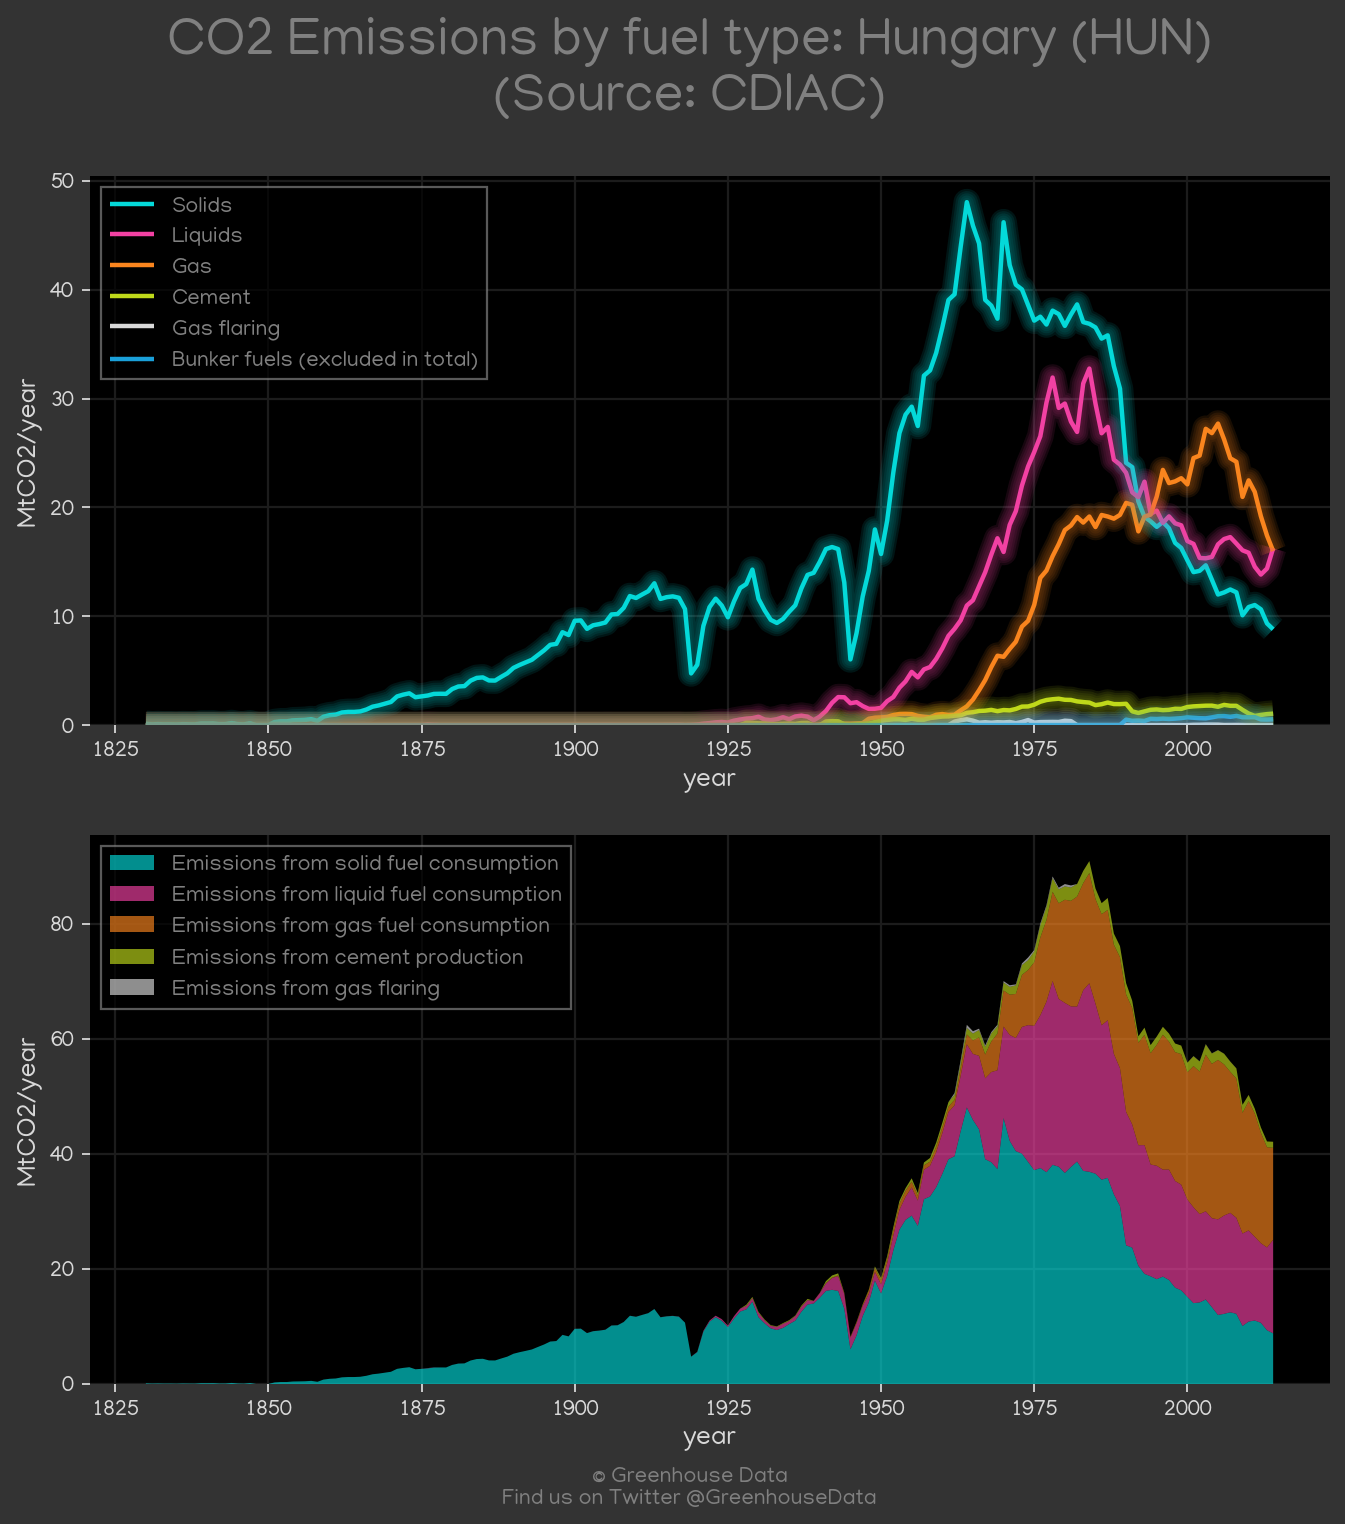 CO2 Emissions by fuel type: Hungary (HUN)
(Source: CDIAC)
50
40
30
20
10
0
MtCO2/year
Solids
Liquids
Gas
Cement
Gas flaring
Bunker fuels (excluded in total)
1825 1850 1875 1900 1925 1950 1975 2000
year
80
60
40
20
0
MtCO2/year
Emissions from solid fuel consumption
Emissions from liquid fuel consumption
Emissions from gas fuel consumption
Emissions from cement production
Emissions from gas flaring
1825 1850 1875 1900 1925 1950 1975 2000
year
© Greenhouse Data
Find us on Twitter @GreenhouseData